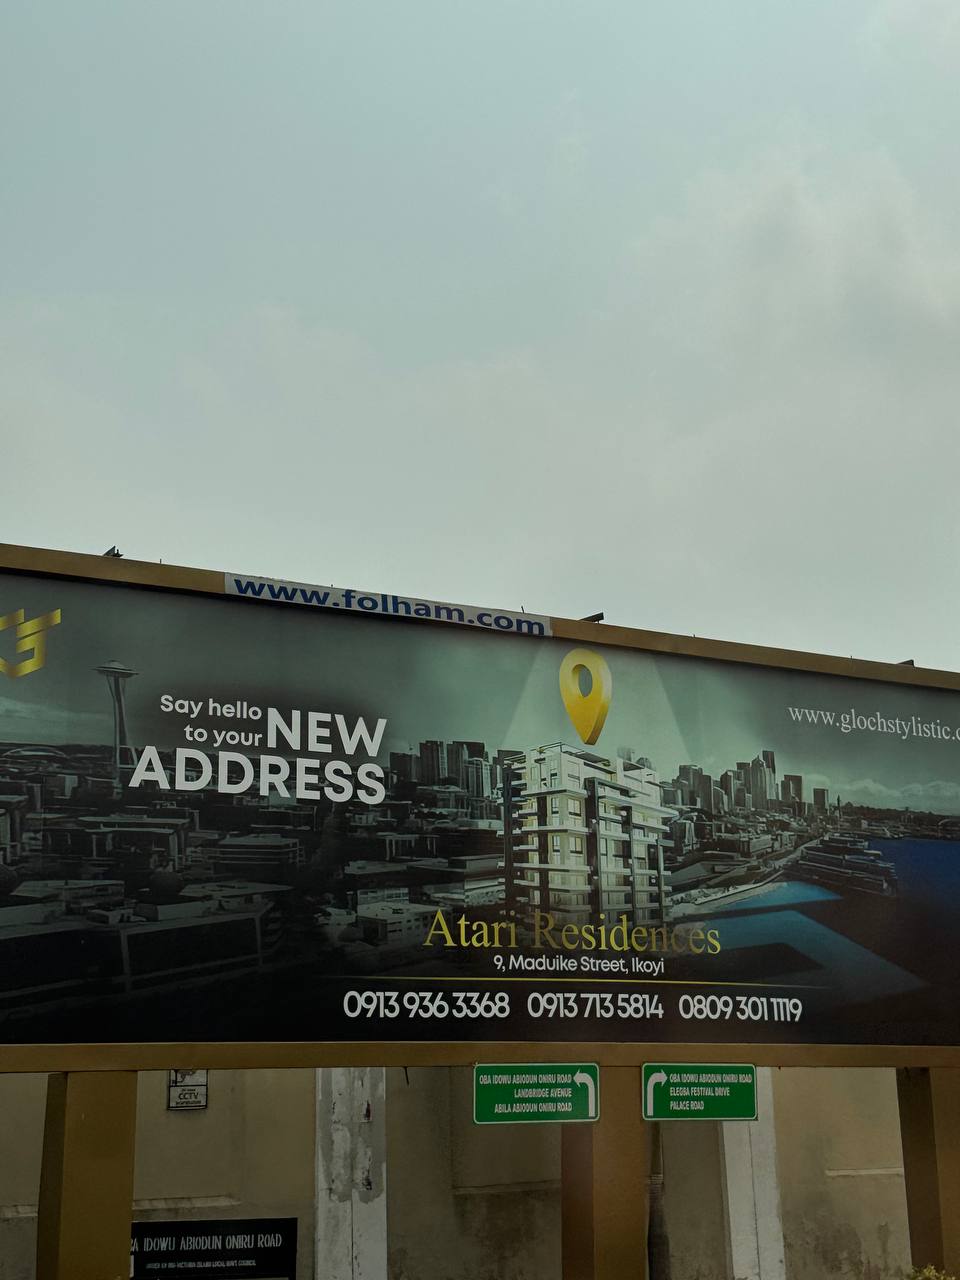 www.folham.com
Say hello
to your NEW
ADDRESS
www.glochstylistic.c
Atari Residences
9, Maduike Street, Ikoyi
0913 936 3368 0913 713 5814 0809 301 1119
OBA IDOWU ABIODUN ONIRU ROAD
LANDBRIDGE AVENUE
ABILA ABIODUN ONIRU ROAD
OBA IDOWU ABIODUN ONIRU ROAD
ELEGBA FESTIVAL DRIVE
PALACE ROAD
CCTV
A IDOWU ABIODUN ONIRU ROAD